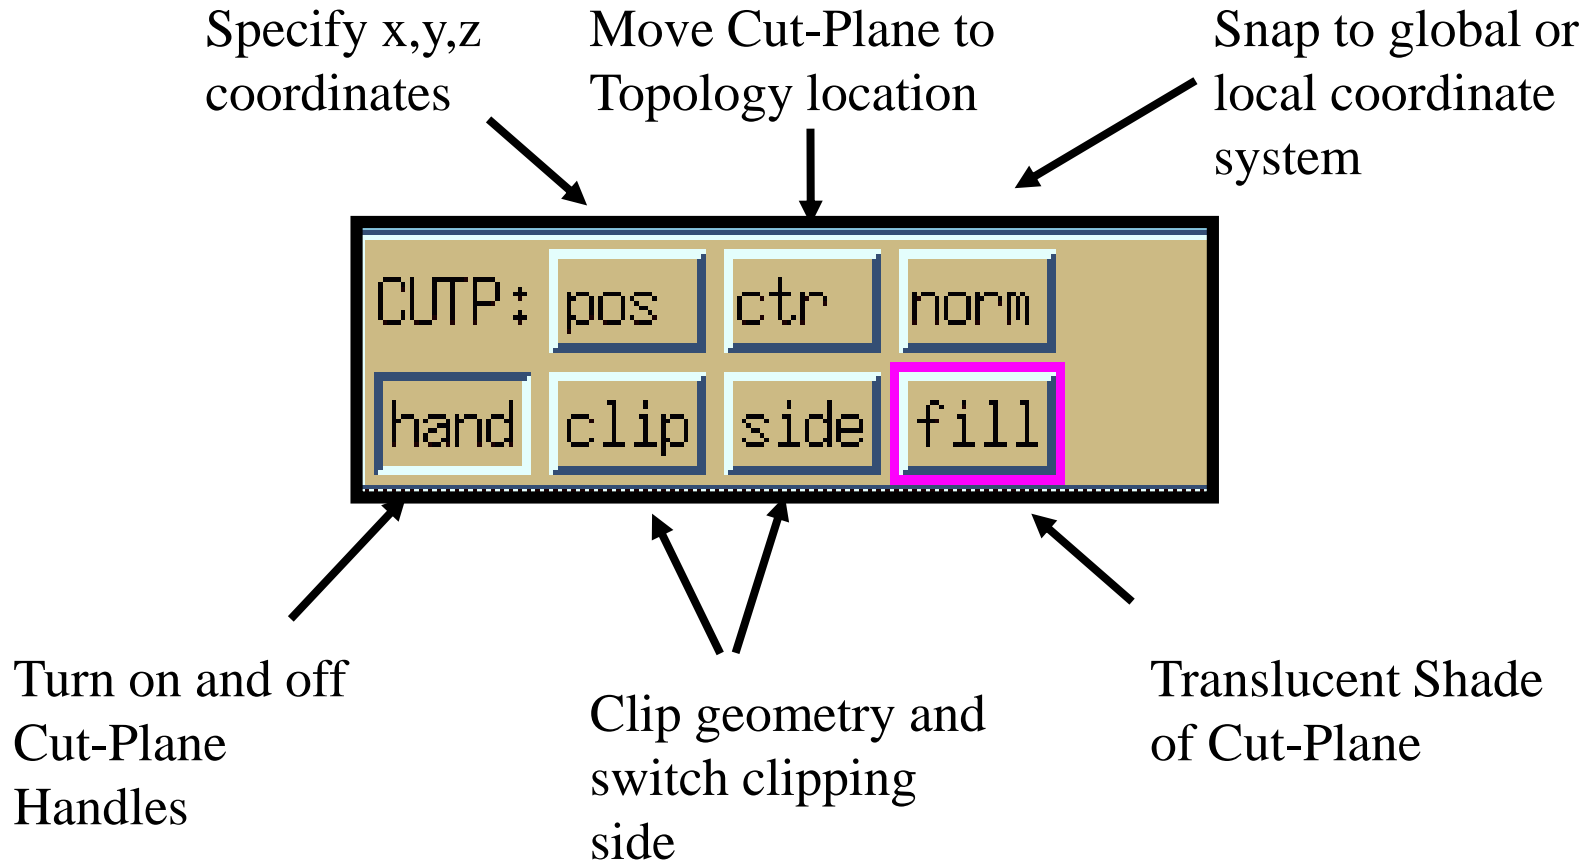 Specify x,y,z
coordinates
Move Cut-Plane to
Topology location
Snap to global or
local coordinate
system
CUTP: pos ctr norm
hand clip side fill
Turn on and off
Cut-Plane
Handles
Clip geometry and
switch clipping
side
Translucent Shade
of Cut-Plane